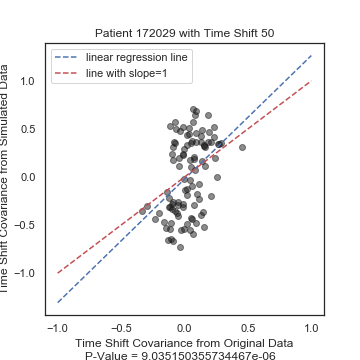 Patient 172029 with Time Shift 50
linear regression line
line with slope=1
Time Shift Covariance from Simulated Data
1.0
0.5
0.0
−0.5
−1.0
−1.0 −0.5 0.0 0.5 1.0
Time Shift Covariance from Original Data
P-Value = 9.035150355734467e-06